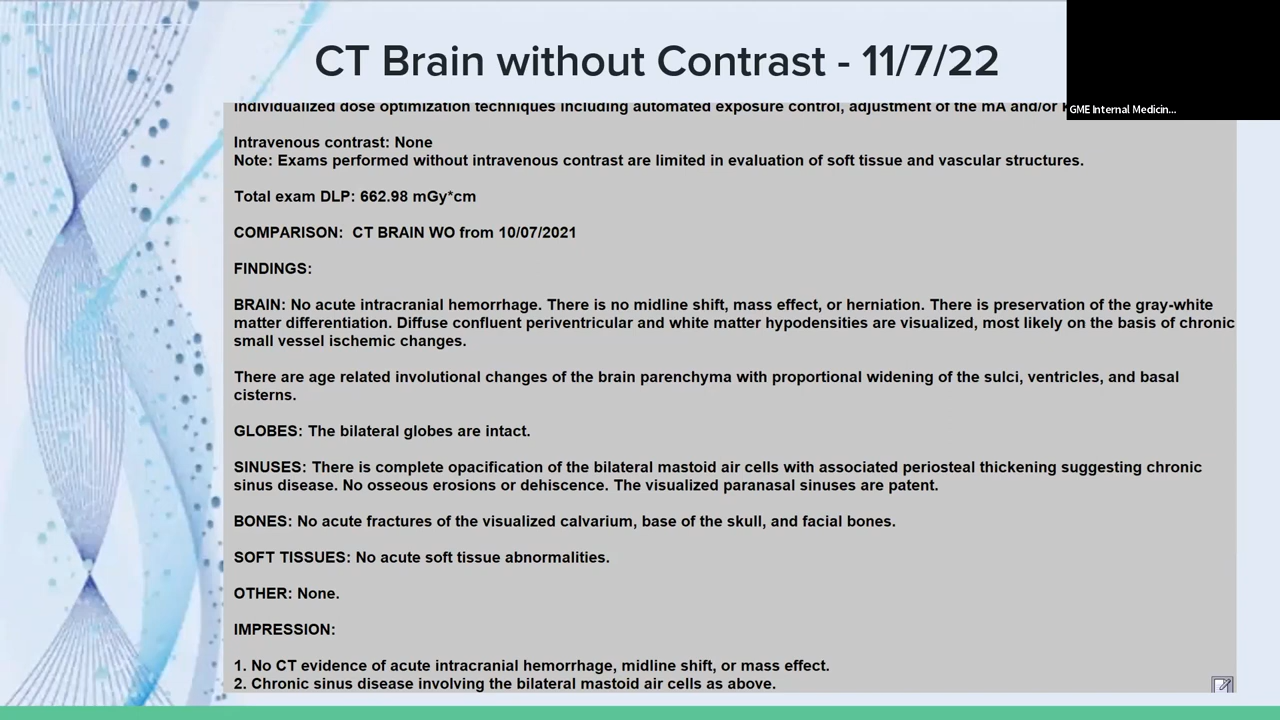 CT Brain without Contrast - 11/7/22
GME Internal Medicin...
individualized dose optimization techniques including automated exposure control, adjustment of the mA and/or
Intravenous contrast: None
Note: Exams performed without intravenous contrast are limited in evaluation of soft tissue and vascular structures.
Total exam DLP: 662.98 mGy*cm
COMPARISON:  CT BRAIN WO from 10/07/2021
FINDINGS:
BRAIN: No acute intracranial hemorrhage. There is no midline shift, mass effect, or herniation. There is preservation of the gray-white
matter differentiation. Diffuse confluent periventricular and white matter hypodensities are visualized, most likely on the basis of chronic
small vessel ischemic changes.
There are age related involutional changes of the brain parenchyma with proportional widening of the sulci, ventricles, and basal
cisterns.
GLOBES: The bilateral globes are intact.
SINUSES: There is complete opacification of the bilateral mastoid air cells with associated periosteal thickening suggesting chronic
sinus disease. No osseous erosions or dehiscence. The visualized paranasal sinuses are patent.
BONES: No acute fractures of the visualized calvarium, base of the skull, and facial bones.
SOFT TISSUES: No acute soft tissue abnormalities.
OTHER: None.
IMPRESSION:
1. No CT evidence of acute intracranial hemorrhage, midline shift, or mass effect.
2. Chronic sinus disease involving the bilateral mastoid air cells as above.